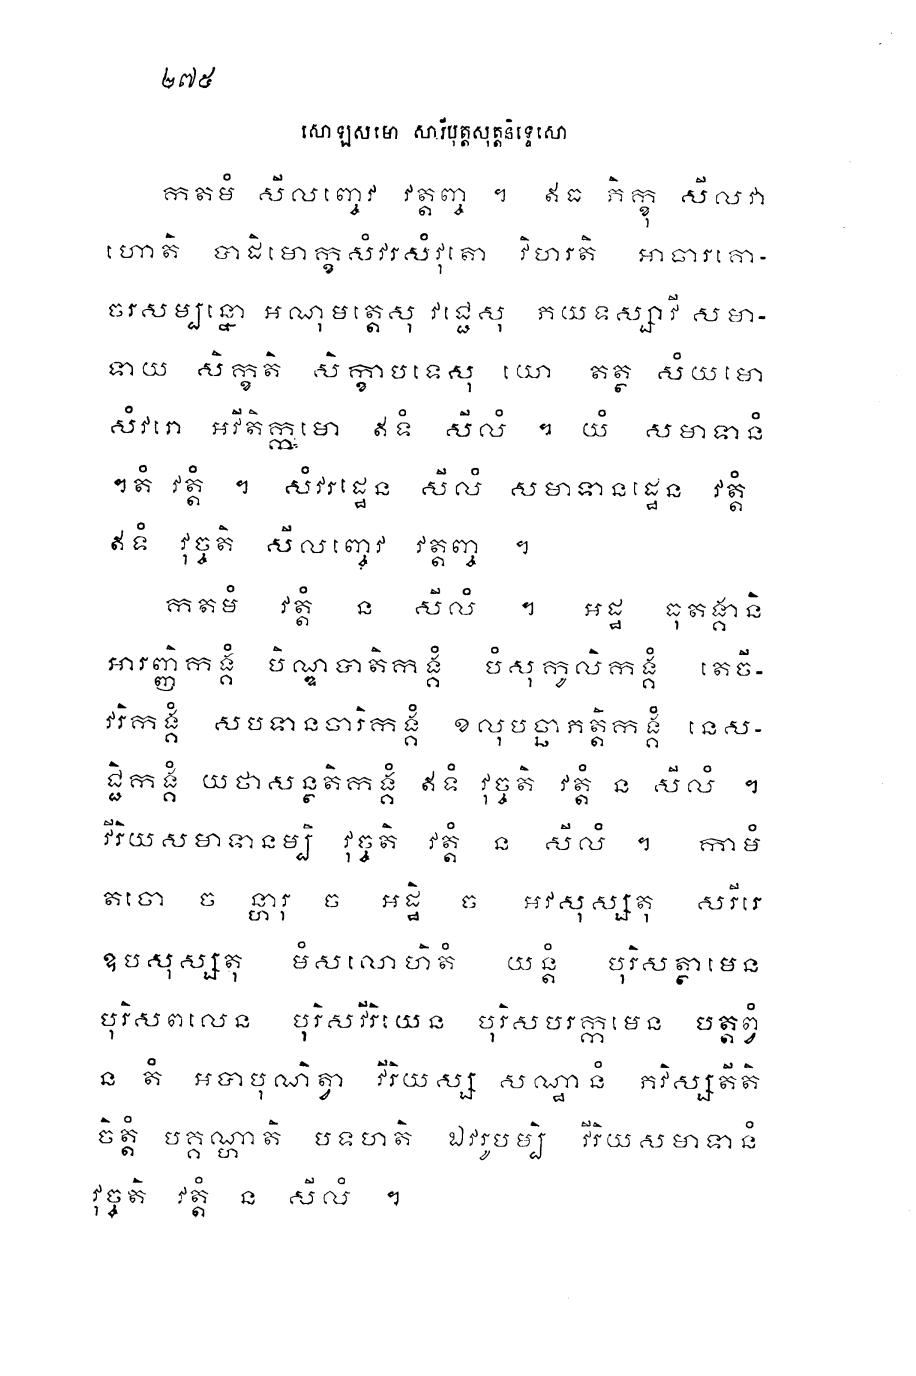 ២៧៥
សោឡសមោ សារីបុត្តសុត្តនិទ្ទេសោ
កតមំ សីលញ្ចេវ វត្តញ្ច ។ ឥធ ភិក្ខុ សីលវា
ហោតិ បាដិមោក្ខសំវរសំវុតោ វិហរតិ អាចារគោ-
ចរសម្បន្នោ អណុមត្តេសុ វជ្ជេសុ ភយទស្សាវី សមា-
ទាយ សិក្ខតិ សិក្ខាបទេសុ យោ តត្ថ សំយមោ
សំវរោ អវីតិក្កមោ ឥទំ សីលំ ។ យំ សមាទានំ
។តំ វត្តំ ។ សំវរដ្ឋេន សីលំ សមាទានដ្ឋេន វត្តំ
ឥទំ វុច្ចតិ សីលញ្ចេវ វត្តញ្ច ។
កតមំ វត្តំ ន សីលំ ។ អដ្ឋ ធុតង្គានិ
អារញ្ញិកង្គំ បិណ្ឌបាតិកង្គំ បំសុកូលិកង្គំ តេចី-
វរិកង្គំ សបទានចារិកង្គំ ខលុបច្ឆាភត្តិកង្គំ នេស-
ជ្ជិកង្គំ យថាសន្ថតិកង្គំ ឥទំ វុច្ចតិ វត្តំ ន សីលំ ។
វីរិយសមាទានម្បិ វុច្ចតិ វត្តំ ន សីលំ ។ កាមំ
តចោ ច ន្ហារុ ច អដ្ឋិ ច អវសុស្សតុ សរីរេ
ឧបសុស្សតុ មំសលោហិតំ យន្តំ បុរិសត្ថាមេន
បុរិសពលេន បុរិសវីរិយេន បុរិសបរក្កមេន បត្តព្វំ
ន តំ អបាបុណិត្វា វីរិយស្ស សណ្ឋានំ ភវិស្សតីតិ
ចិត្តំ បគ្គណ្ហាតិ បទហតិ ឯវរូបម្បិ វីរិយសមាទានំ
វុច្ចតិ វត្តំ ន សីលំ ។